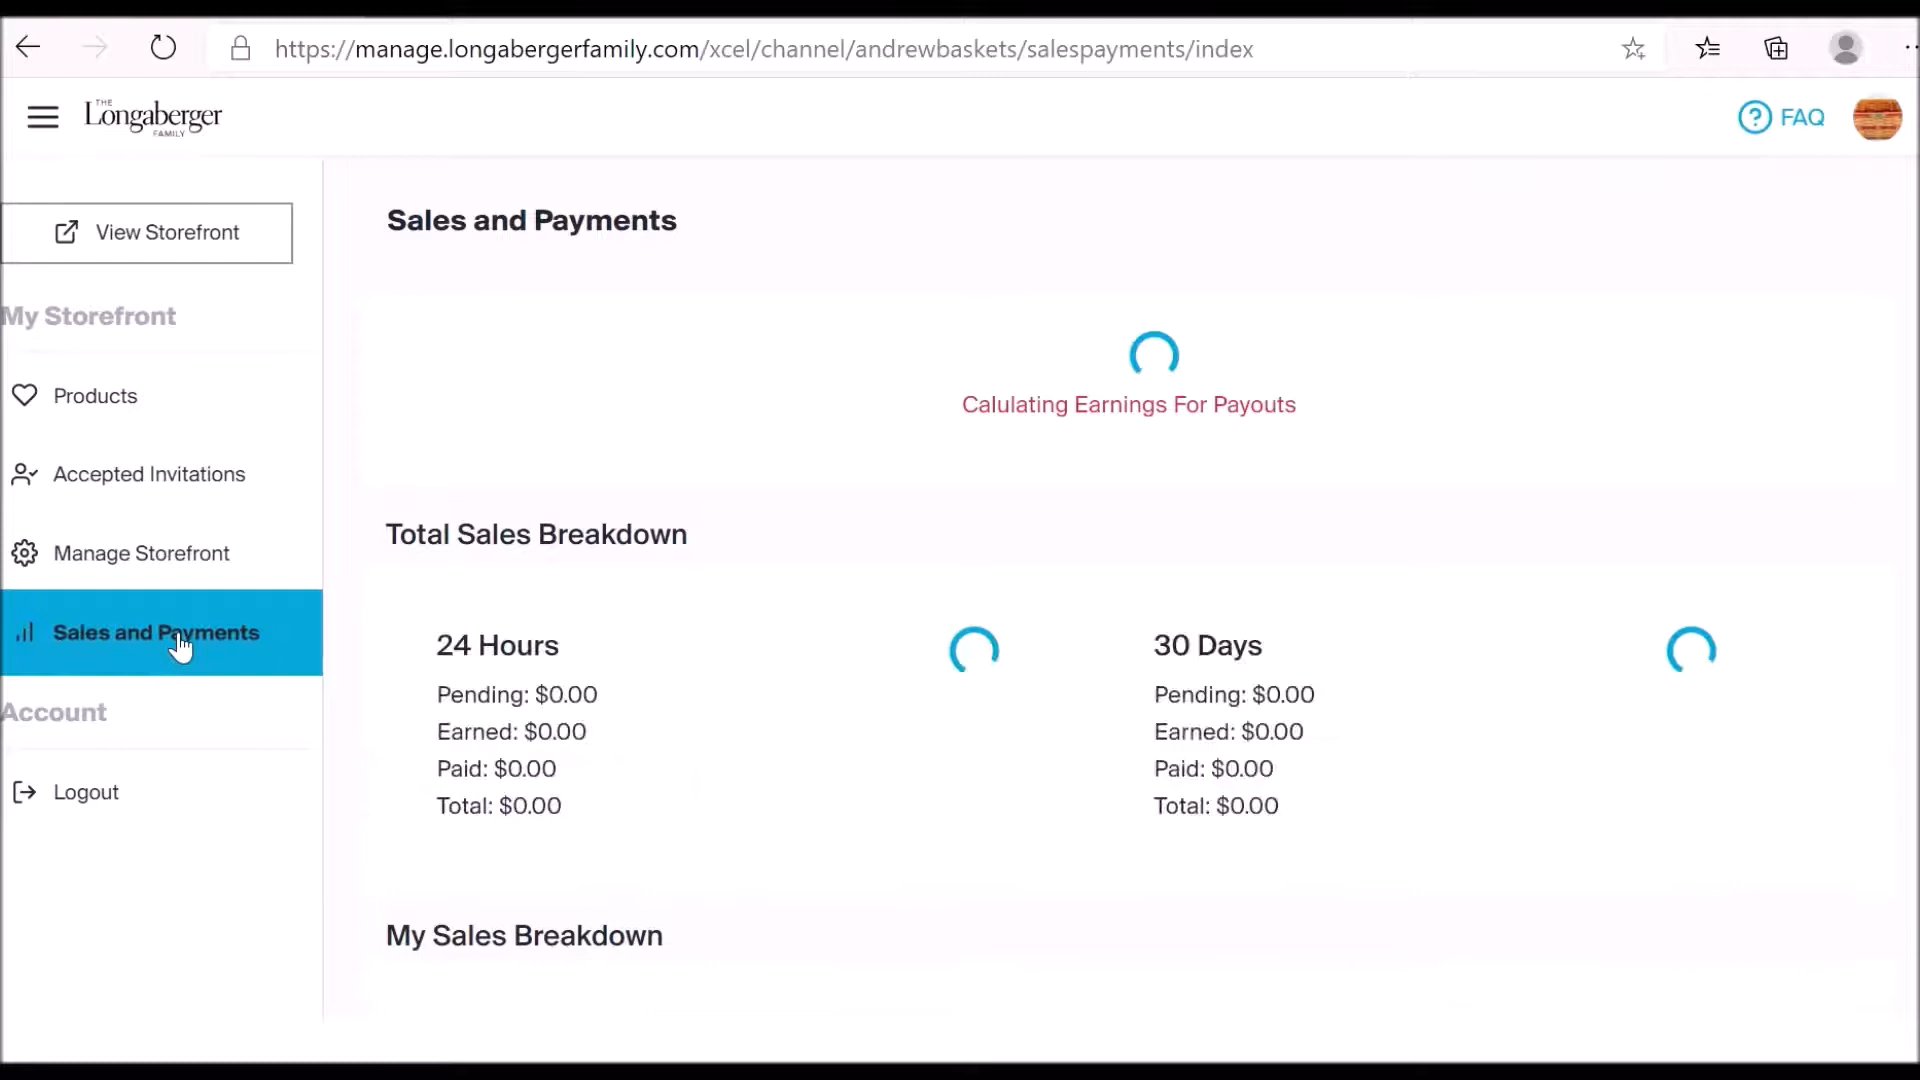 https://manage.longabergerfamily.com/xcel/channel/andrewbaskets/salespayments/index
THE
Longaberger
FAMILY
? FAQ
View Storefront
My Storefront
Products
Accepted Invitations
Manage Storefront
Sales and Payments
Account
Logout
Sales and Payments
Calulating Earnings For Payouts
Total Sales Breakdown
24 Hours
Pending: $0.00
Earned: $0.00
Paid: $0.00
Total: $0.00
30 Days
Pending: $0.00
Earned: $0.00
Paid: $0.00
Total: $0.00
My Sales Breakdown